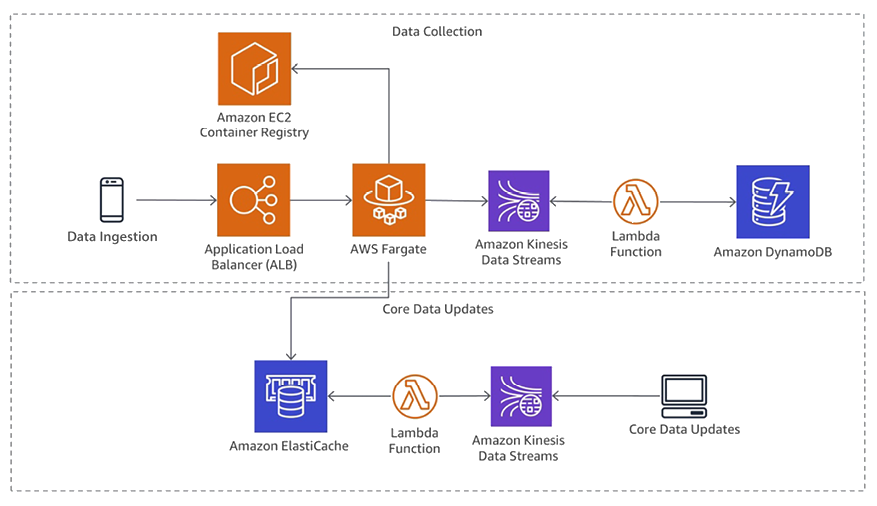 Data Collection
Amazon EC2
Container Registry
Data Ingestion
Application Load
Balancer (ALB)
AWS Fargate
Amazon Kinesis
Data Streams
Lambda
Function
Amazon DynamoDB
Core Data Updates
Amazon ElastiCache
Lambda
Function
Amazon Kinesis
Data Streams
Core Data Updates